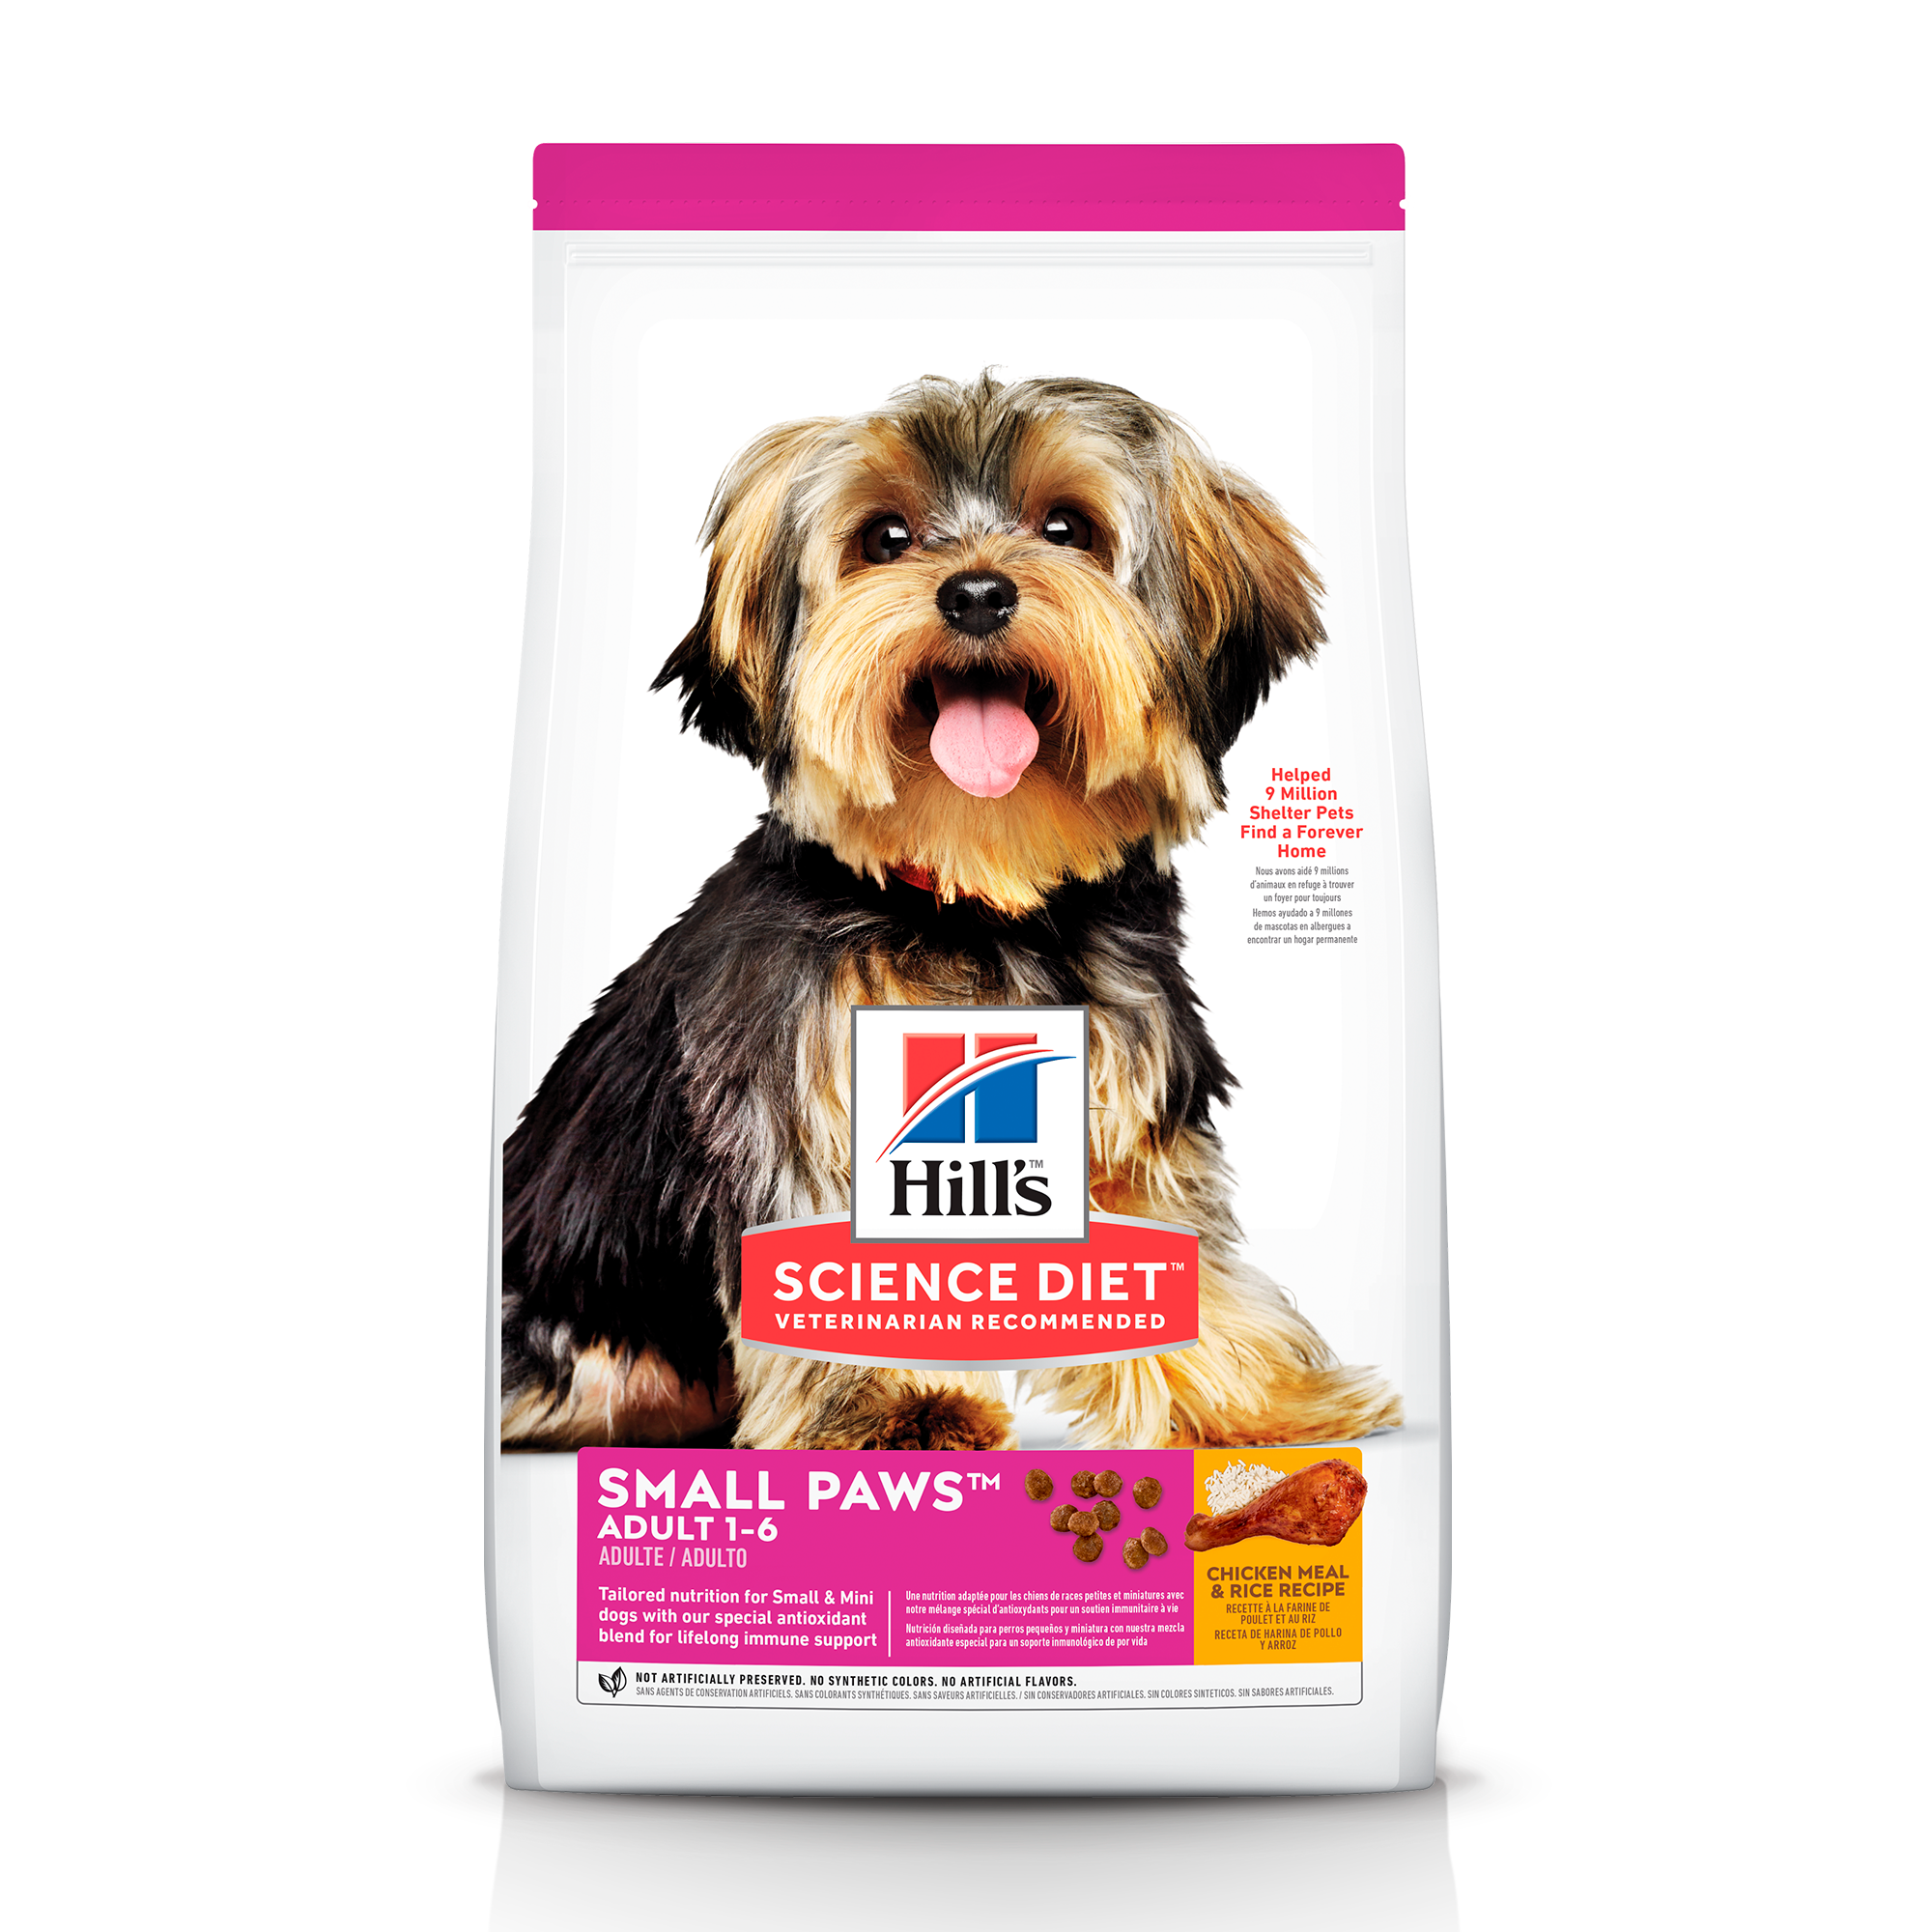 Helped
9 Million
Shelter Pets
Find a Forever
Home
Nous avons aidé 9 millions
d'animaux en refuge à trouver
un foyer pour toujours
Hemos ayudado a 9 millones
de mascotas en albergues a
encontrar un hogar permanente
Hill's™
SCIENCE DIET™
VETERINARIAN RECOMMENDED
SMALL PAWS™
ADULT 1-6
ADULTE / ADULTO
Tailored nutrition for Small & Mini
dogs with our special antioxidant
blend for lifelong immune support
Une nutrition adaptée pour les chiens de races petites et miniatures avec
notre mélange spécial d'antioxydants pour un soutien immunitaire à vie
Nutrición diseñada para perros pequeños y miniatura con nuestra mezcla
antioxidante especial para un soporte inmunológico de por vida
CHICKEN MEAL
& RICE RECIPE
RECETTE À LA FARINE DE
POULET ET AU RIZ
RECETA DE HARINA DE POLLO
Y ARROZ
NOT ARTIFICIALLY PRESERVED. NO SYNTHETIC COLORS. NO ARTIFICIAL FLAVORS.
SANS AGENTS DE CONSERVATION ARTIFICIELS. SANS COLORANTS SYNTHÉTIQUES. SANS SAVEURS ARTIFICIELLES. / SIN CONSERVADORES ARTIFICIALES. SIN COLORES SINTETICOS. SIN SABORES ARTIFICIALES.